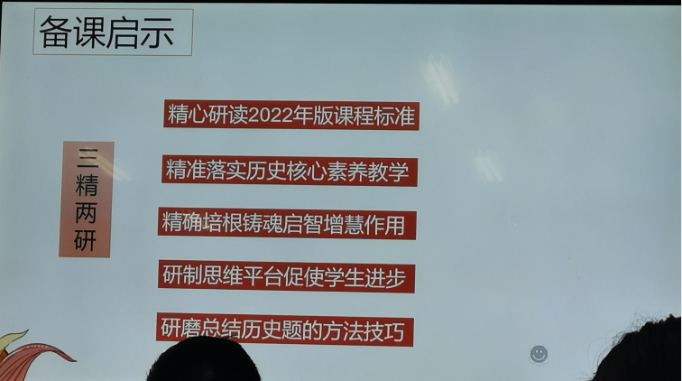 备课启示
三精两研
精心研读2022年版课程标准
精准落实历史核心素养教学
精确培根铸魂启智增慧作用
研制思维平台促使学生进步
研磨总结历史题的方法技巧